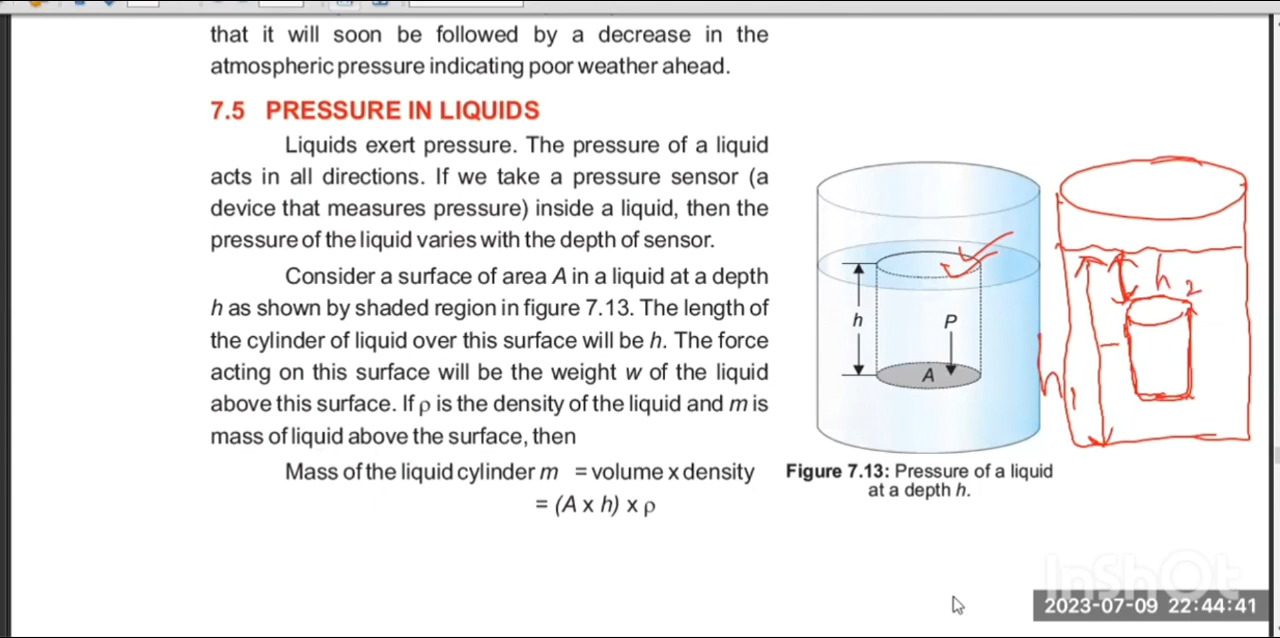 that it will soon be followed by a decrease in the
atmospheric pressure indicating poor weather ahead.
7.5 PRESSURE IN LIQUIDS
Liquids exert pressure. The pressure of a liquid
acts in all directions. If we take a pressure sensor (a
device that measures pressure) inside a liquid, then the
pressure of the liquid varies with the depth of sensor.
Consider a surface of area A in a liquid at a depth
h as shown by shaded region in figure 7.13. The length of
the cylinder of liquid over this surface will be h. The force
acting on this surface will be the weight w of the liquid
above this surface. If ρ is the density of the liquid and m is
mass of liquid above the surface, then
Mass of the liquid cylinder m = volume x density
= (A x h) x ρ
h
P
A
h2
h1
Figure 7.13: Pressure of a liquid
at a depth h.
InShOt
2023-07-09 22:44:41